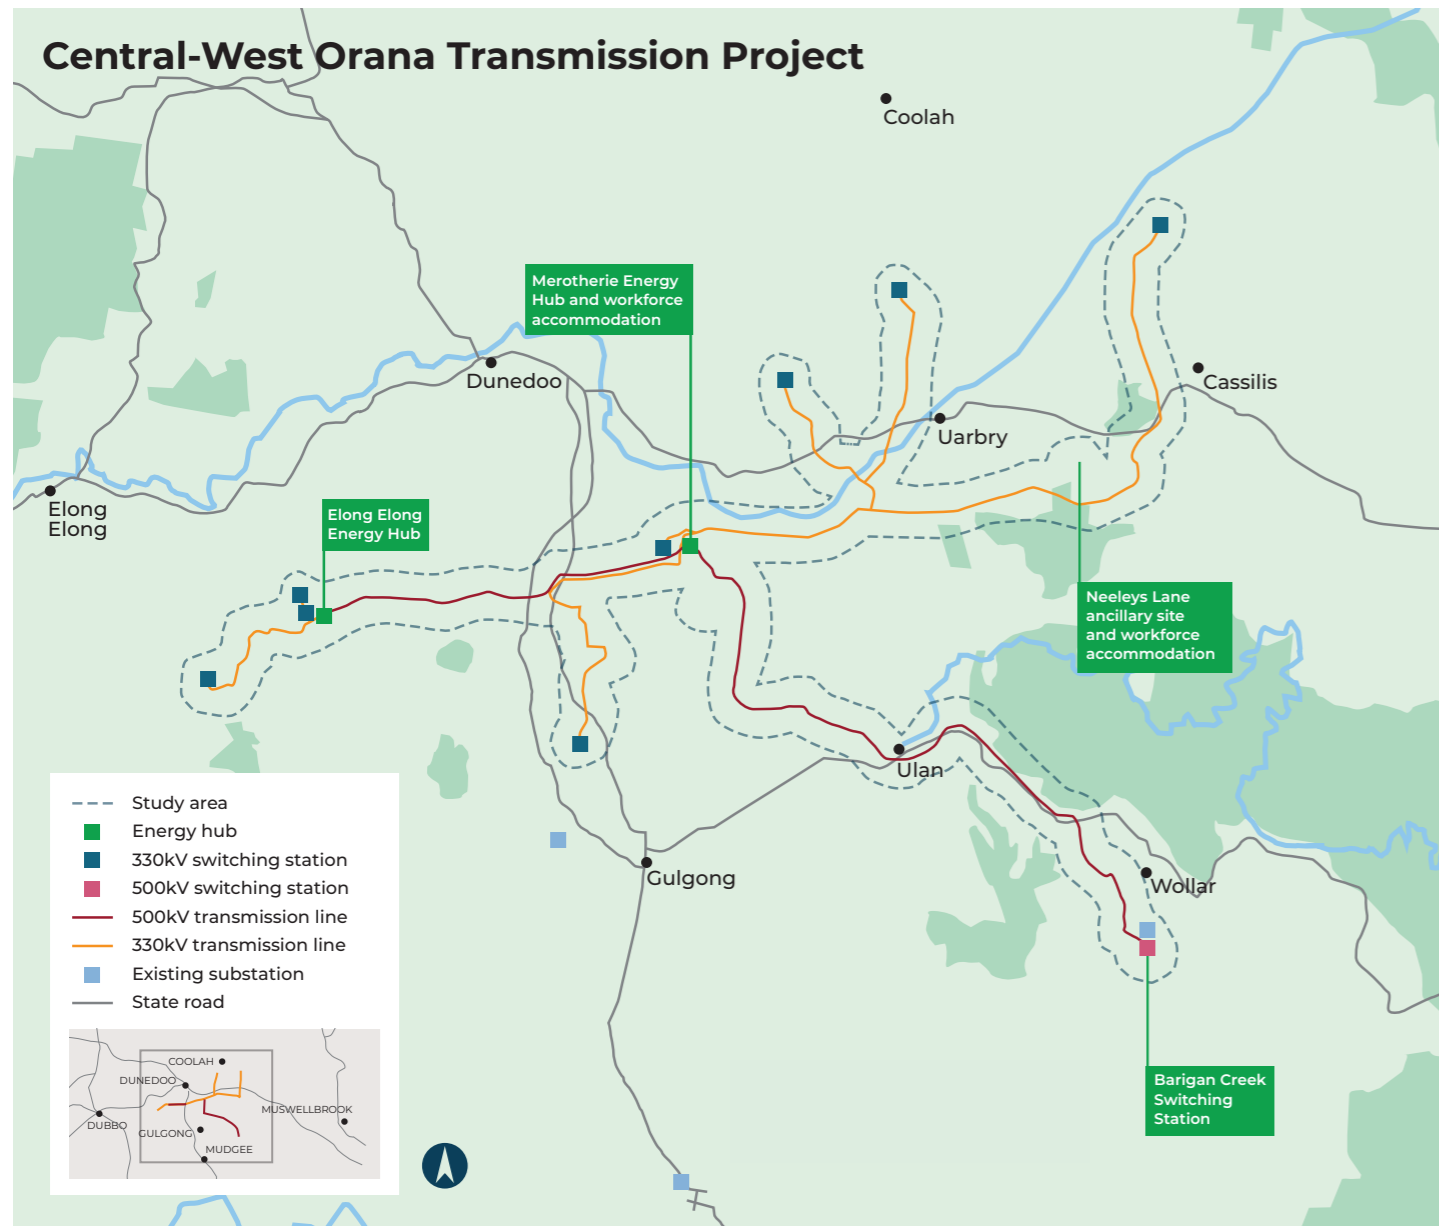 Central-West Orana Transmission Project
Coolah
Merotherie Energy
Hub and workforce
accommodation
Dunedoo
Cassilis
Uarbry
Elong
Elong
Elong Elong
Energy Hub
Neeleys Lane
ancillary site
and workforce
accommodation
Ulan
Gulgong
Wollar
Study area
Energy hub
330kV switching station
500kV switching station
500kV transmission line
330kV transmission line
Existing substation
State road
COOLAH
DUNEDOO
MUSWELLBROOK
DUBBO
GULGONG
MUDGEE
Barigan Creek
Switching
Station